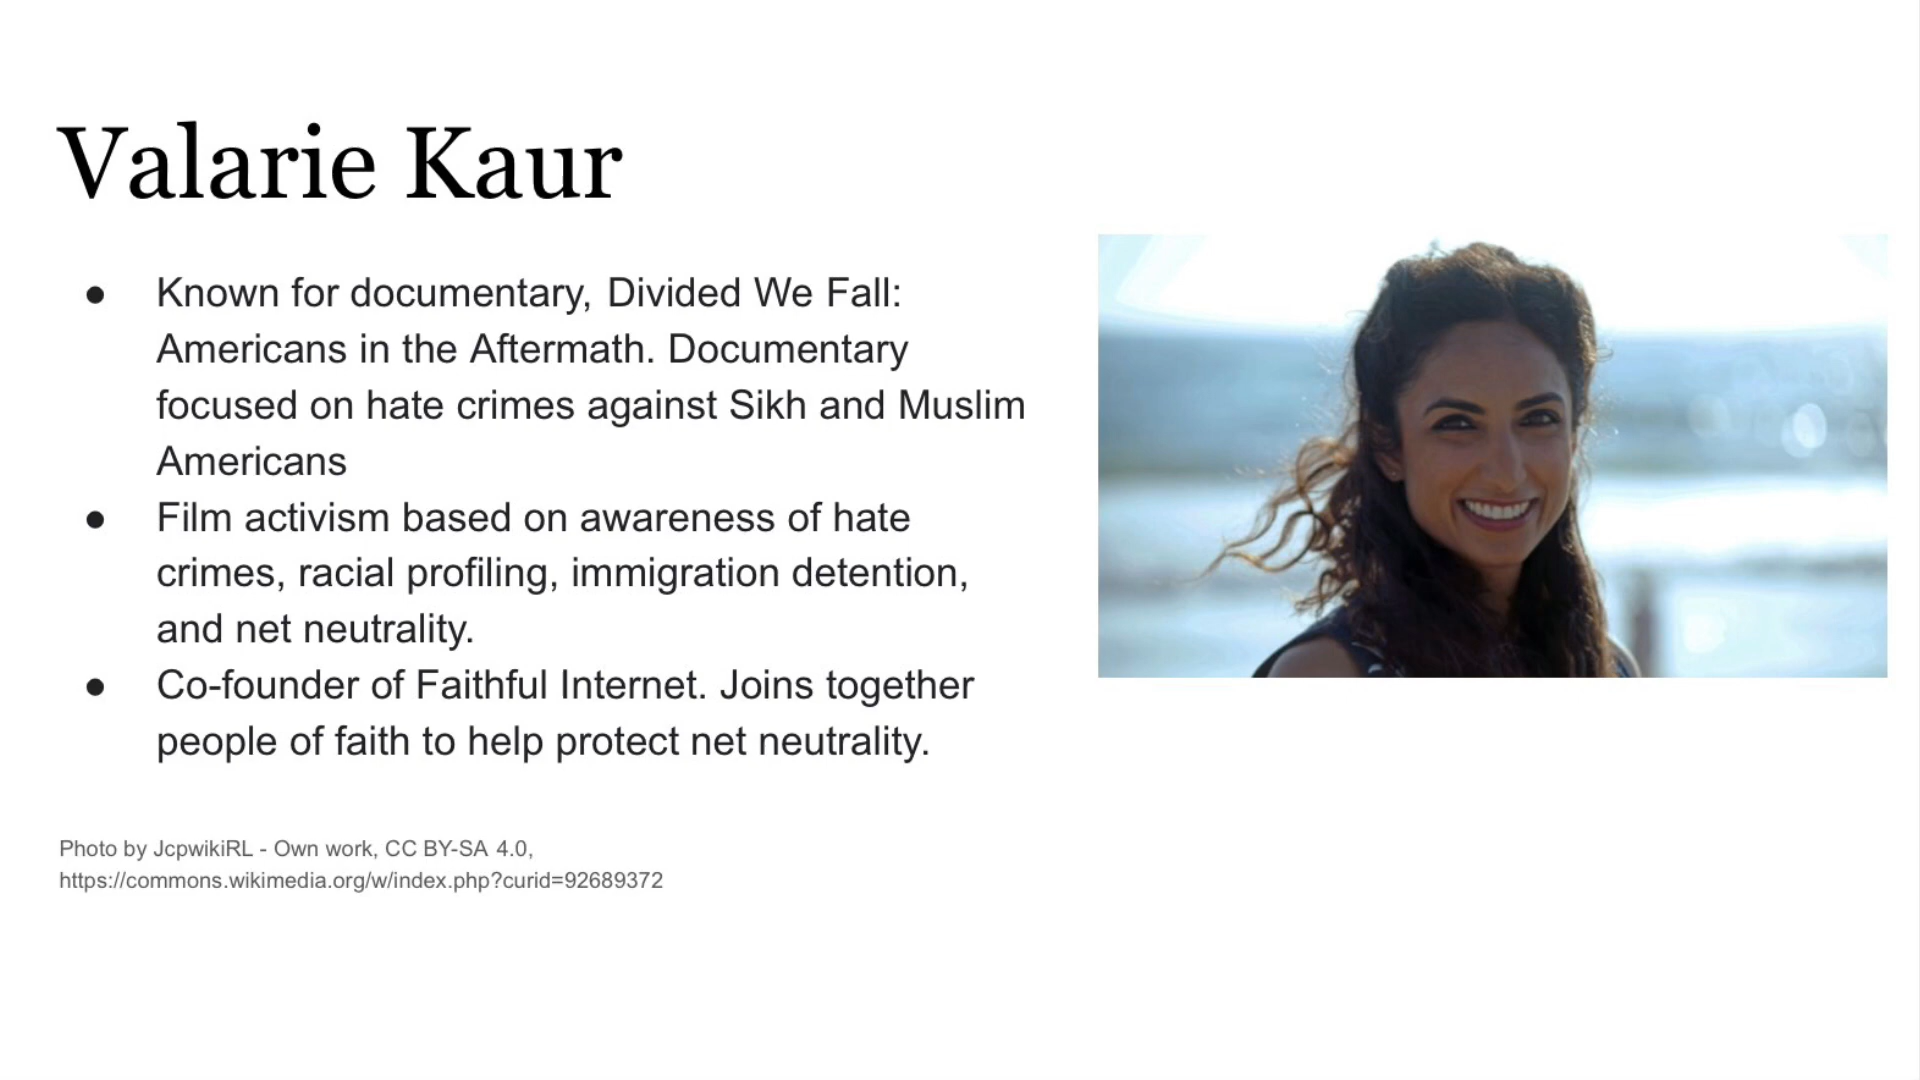 Valarie Kaur
● Known for documentary, Divided We Fall:
Americans in the Aftermath. Documentary
focused on hate crimes against Sikh and Muslim
Americans
● Film activism based on awareness of hate
crimes, racial profiling, immigration detention,
and net neutrality.
● Co-founder of Faithful Internet. Joins together
people of faith to help protect net neutrality.
Photo by JcpwikiRL - Own work, CC BY-SA 4.0,
https://commons.wikimedia.org/w/index.php?curid=92689372